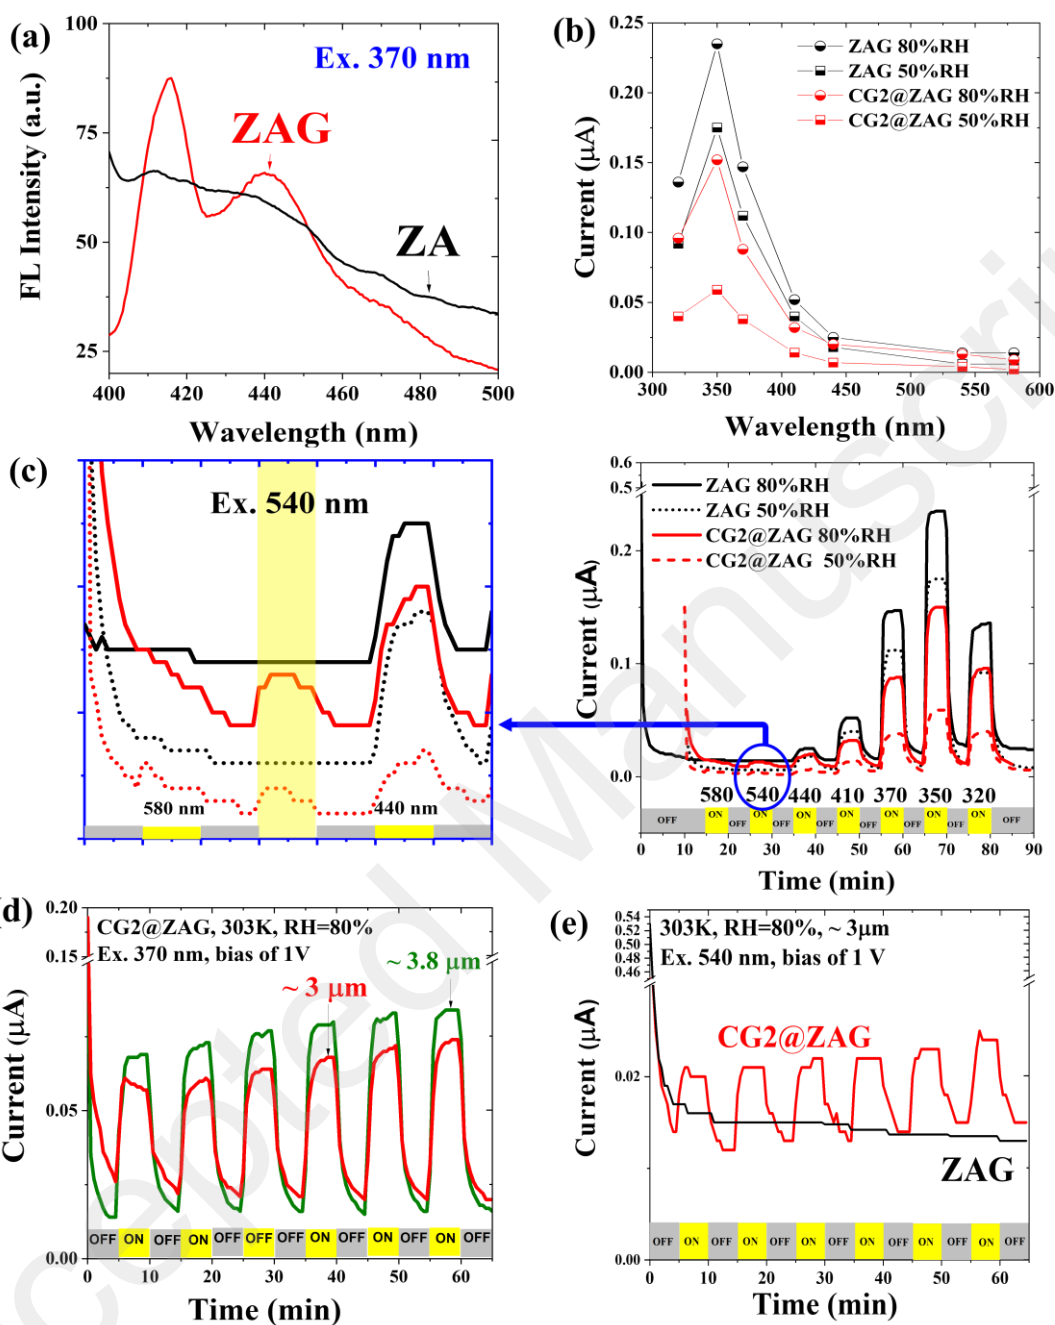 (a)
100
75
50
25
FL Intensity (a.u.)
Ex. 370 nm
ZAG
ZA
400 420 440 460 480 500
Wavelength (nm)
(b)
0.25
0.20
0.15
0.10
0.05
0.00
Current (μA)
ZAG 80%RH
ZAG 50%RH
CG2@ZAG 80%RH
CG2@ZAG 50%RH
300 350 400 450 500 550 600
Wavelength (nm)
(c)
Ex. 540 nm
580 nm
440 nm
0.6
0.5
0.2
0.1
0.0
Current (μA)
ZAG 80%RH
ZAG 50%RH
CG2@ZAG 80%RH
CG2@ZAG 50%RH
580 540 440 410 370 350 320
OFF ON OFF ON OFF ON OFF ON OFF ON OFF ON OFF ON OFF
0 10 20 30 40 50 60 70 80 90
Time (min)
(d)
0.20
0.15
0.05
0.00
Current (μA)
CG2@ZAG, 303K, RH=80%
Ex. 370 nm, bias of 1V
~ 3.8 μm
~ 3 μm
OFF ON OFF ON OFF OFF OFF ON OFF ON OFF ON OFF
0 10 20 30 40 50 60
Time (min)
(e)
0.54
0.52
0.50
0.48
0.46
0.02
0.00
Current (μA)
303K, RH=80%, ~ 3μm
Ex. 540 nm, bias of 1 V
CG2@ZAG
ZAG
OFF ON OFF ON OFF ON OFF ON OFF ON OFF ON OFF
0 10 20 30 40 50 60
Time (min)
cepted Manuscri